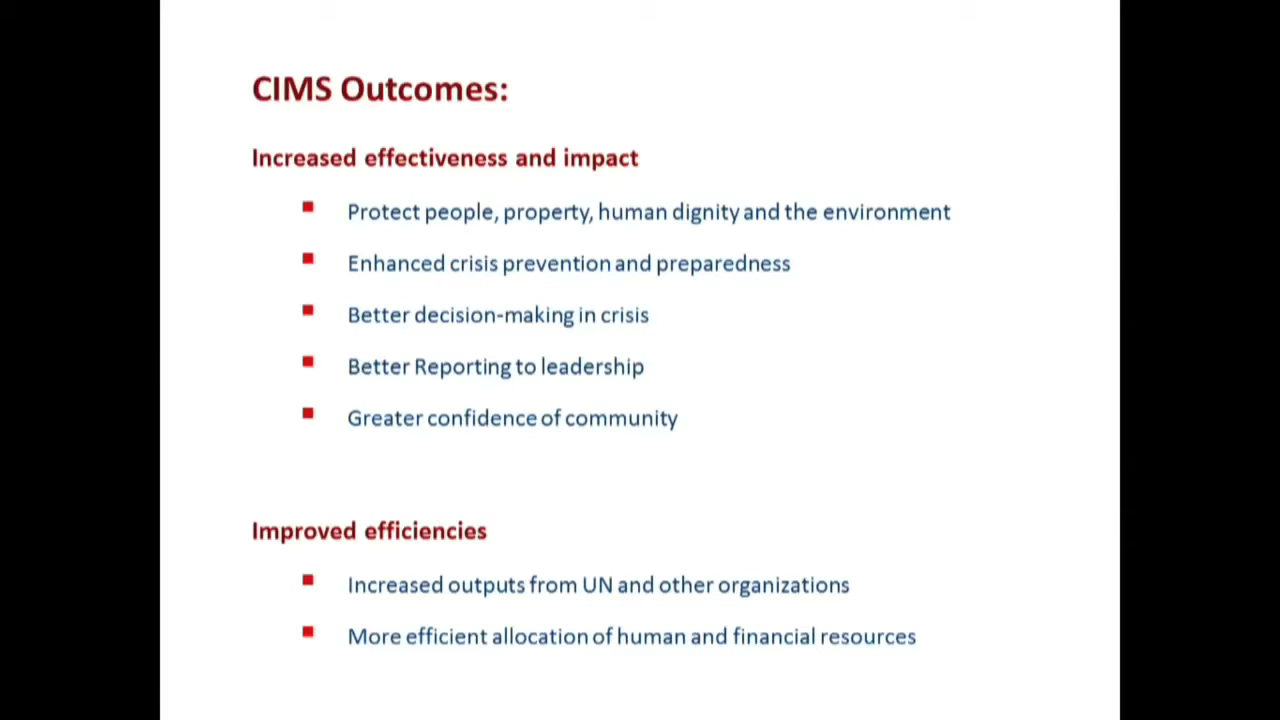 CIMS Outcomes:
Increased effectiveness and impact
Protect people, property, human dignity and the environment
Enhanced crisis prevention and preparedness
Better decision-making in crisis
Better Reporting to leadership
Greater confidence of community
Improved efficiencies
Increased outputs from UN and other organizations
More efficient allocation of human and financial resources